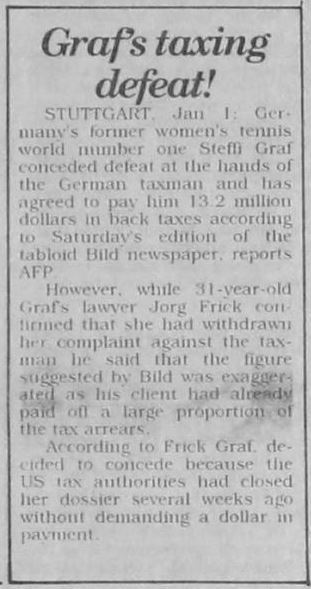 Graf's taxing
defeat!
STUTTGART, Jan 1: Ger-
many's former women's tennis
world number one Steffi Graf
conceded defeat at the hands of
the German taxman and has
agreed to pay him 13.2 million
dollars in back taxes according
to Saturday's edition of the
tabloid Bild newspaper, reports
AFP
However, while 31-year-old
Graf's lawyer Jorg Frick con-
firmed that she had withdrawn
her complaint against the tax-
man he said that the figure
suggested by Bild was exagger-
ated as his client had already
paid off a large proportion of
the tax arrears.
According to Frick Graf, de-
cided to concede because the
US tax authorities had closed
her dossier several weeks ago
without demanding a dollar in
payment.